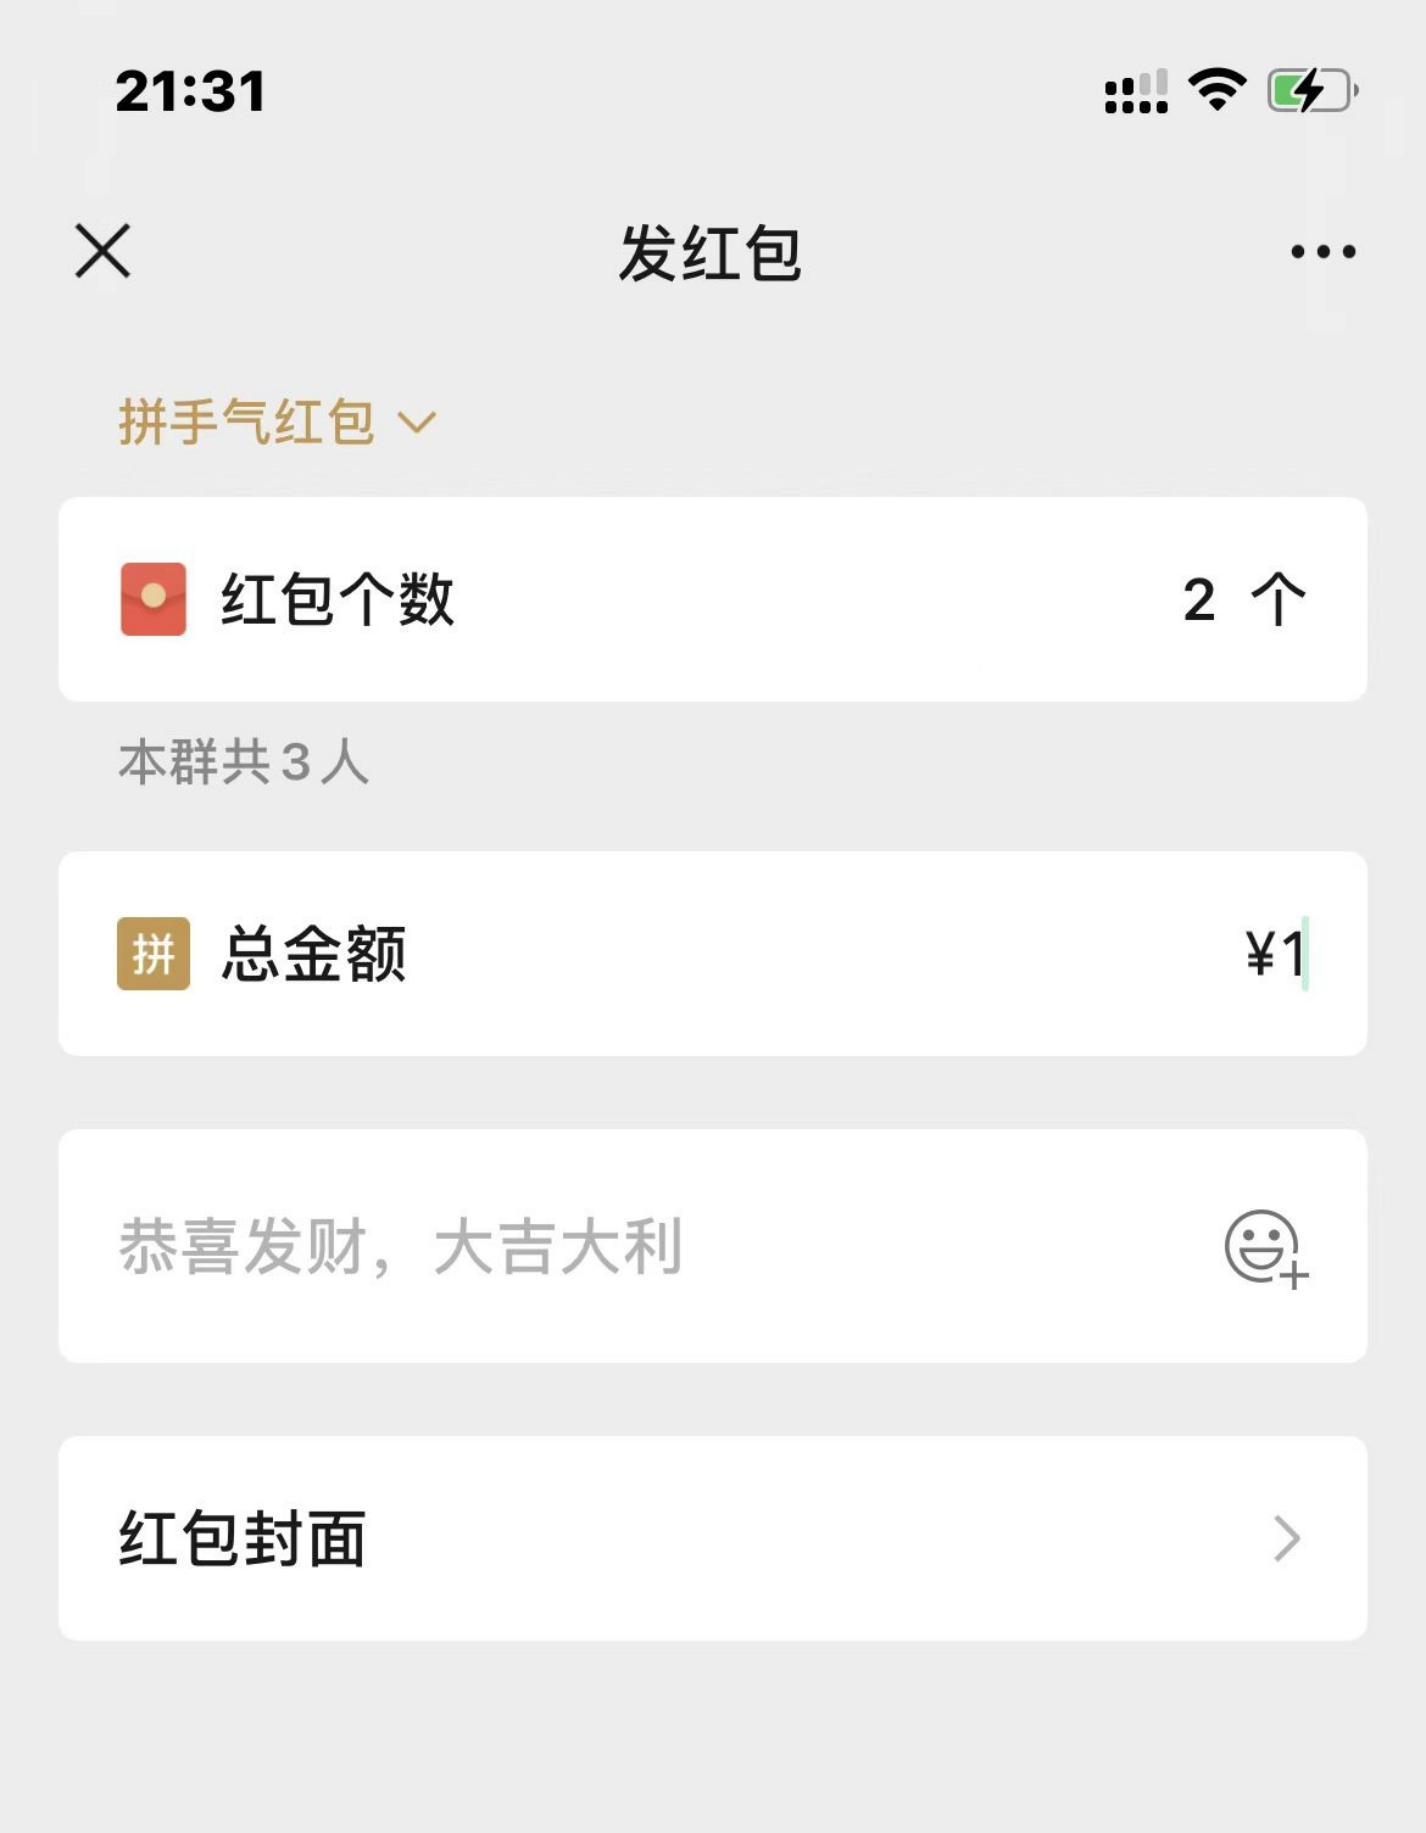 21:31
发红包
拼手气红包
红包个数 2 个
本群共3人
拼 总金额 ¥1
恭喜发财，大吉大利
红包封面